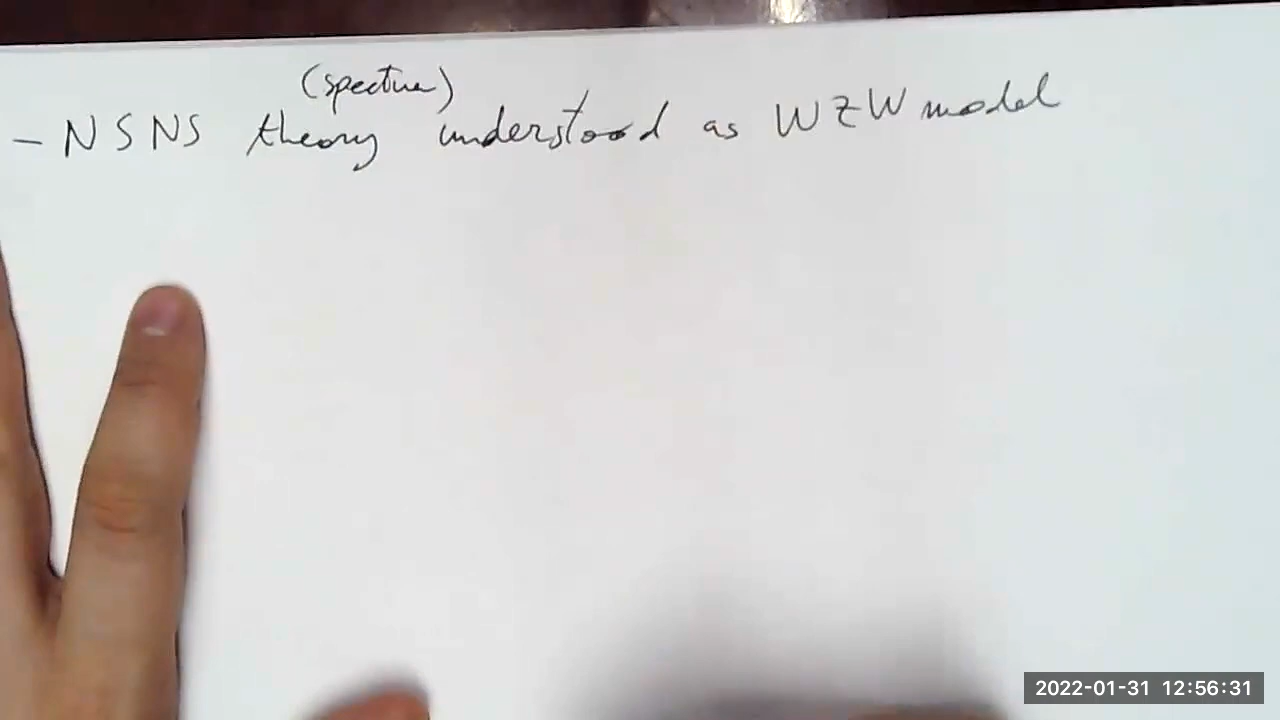 (spectrum)
- NSNS theory understood as WZW model
2022-01-31 12:56:31